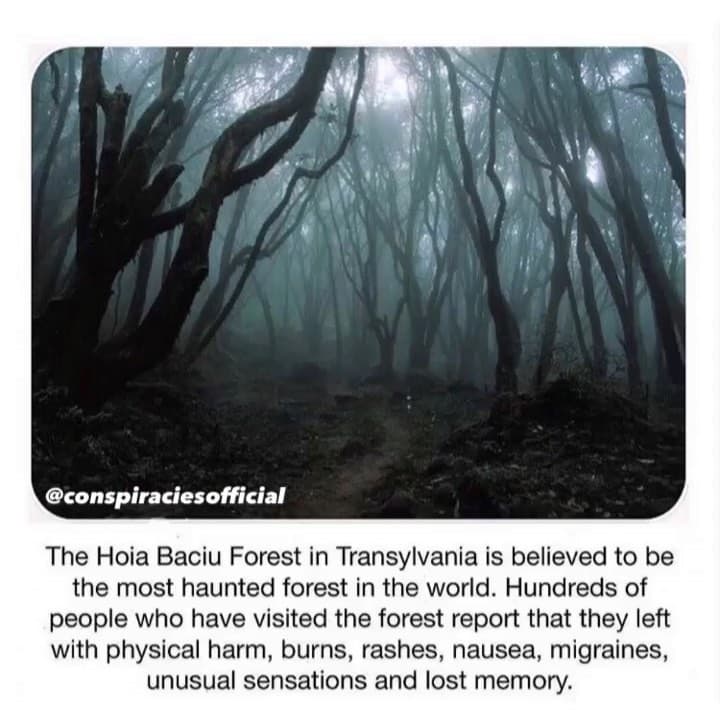 @conspiraciesofficial
The Hoia Baciu Forest in Transylvania is believed to be
the most haunted forest in the world. Hundreds of
people who have visited the forest report that they left
with physical harm, burns, rashes, nausea, migraines,
unusual sensations and lost memory.